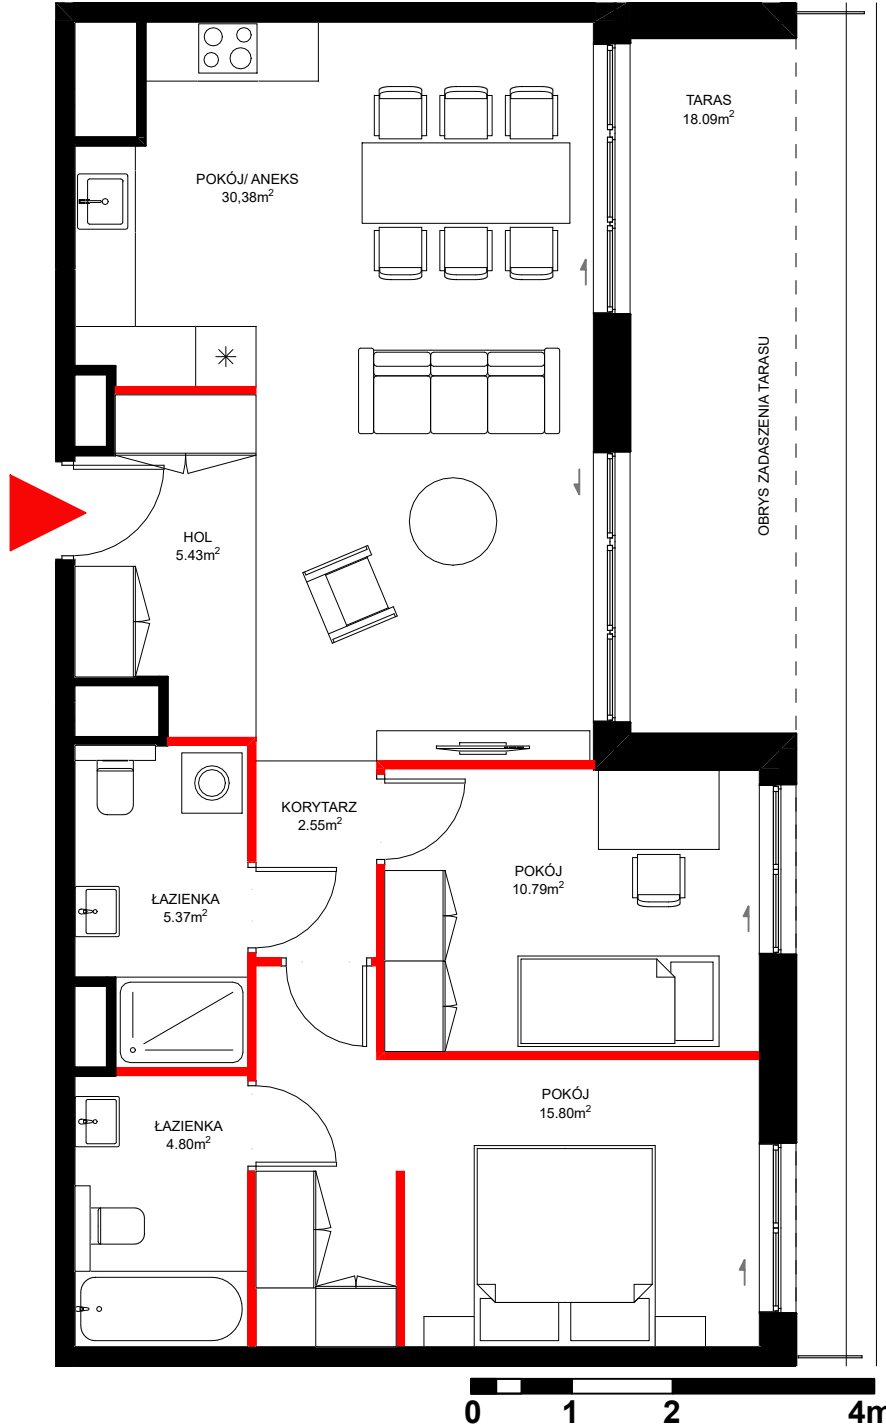 TARAS
18.09m²
POKÓJ/ ANEKS
30,38m²
OBRYS ZADASZENIA TARASU
HOL
5.43m²
KORYTARZ
2.55m²
POKÓJ
10.79m²
ŁAZIENKA
5.37m²
POKÓJ
15.80m²
ŁAZIENKA
4.80m²
0 1 2 4m